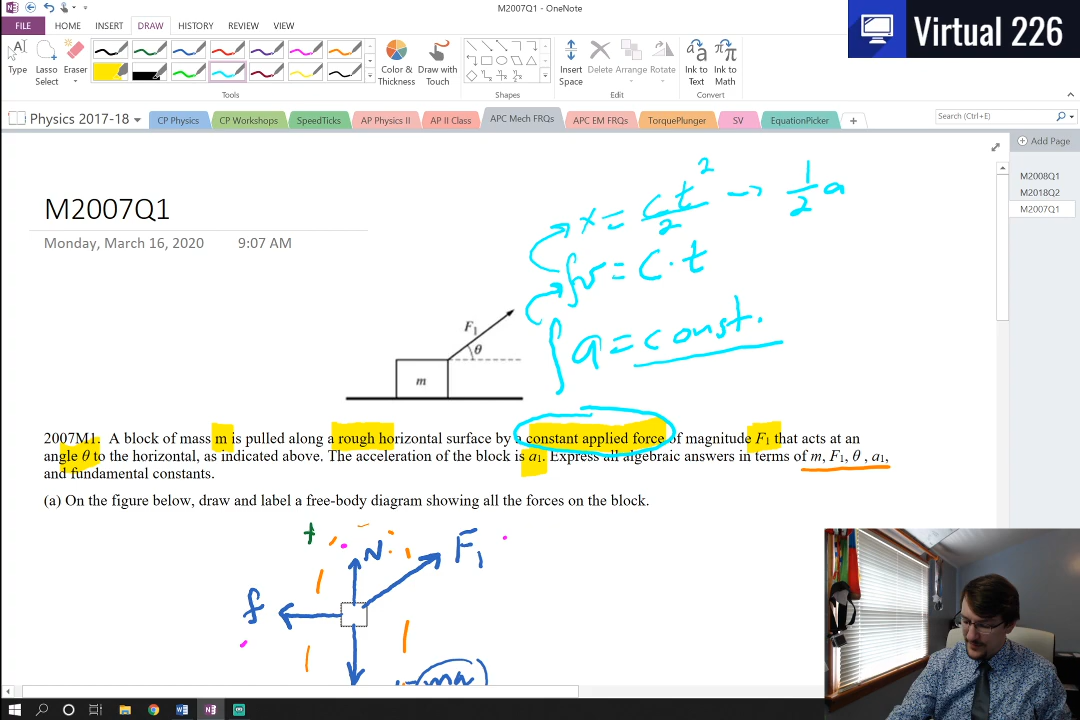 M2007Q1 - OneNote
Virtual 226
FILE HOME INSERT DRAW HISTORY REVIEW VIEW
Type Lasso Select Eraser Color & Thickness Draw with Touch Insert Space Delete Arrange Rotate Ink to Text Ink to Math
Tools Shapes Edit Convert
Physics 2017-18 CP Physics CP Workshops SpeedTicks AP Physics II AP II Class APC Mech FRQs APC EM FRQs TorquePlunger SV EquationPicker Search (Ctrl+E)
Add Page
M2008Q1
M2018Q2
M2007Q1
M2007Q1
Monday, March 16, 2020 9:07 AM
x = ct²/2 → 1/2 a
∫v = c · t
∫a = const.
F₁
θ
m
2007M1. A block of mass m is pulled along a rough horizontal surface by a constant applied force of magnitude F₁ that acts at an
angle θ to the horizontal, as indicated above. The acceleration of the block is a₁. Express all algebraic answers in terms of m, F₁, θ , a₁,
and fundamental constants.
(a) On the figure below, draw and label a free-body diagram showing all the forces on the block.
+
N
F₁
f